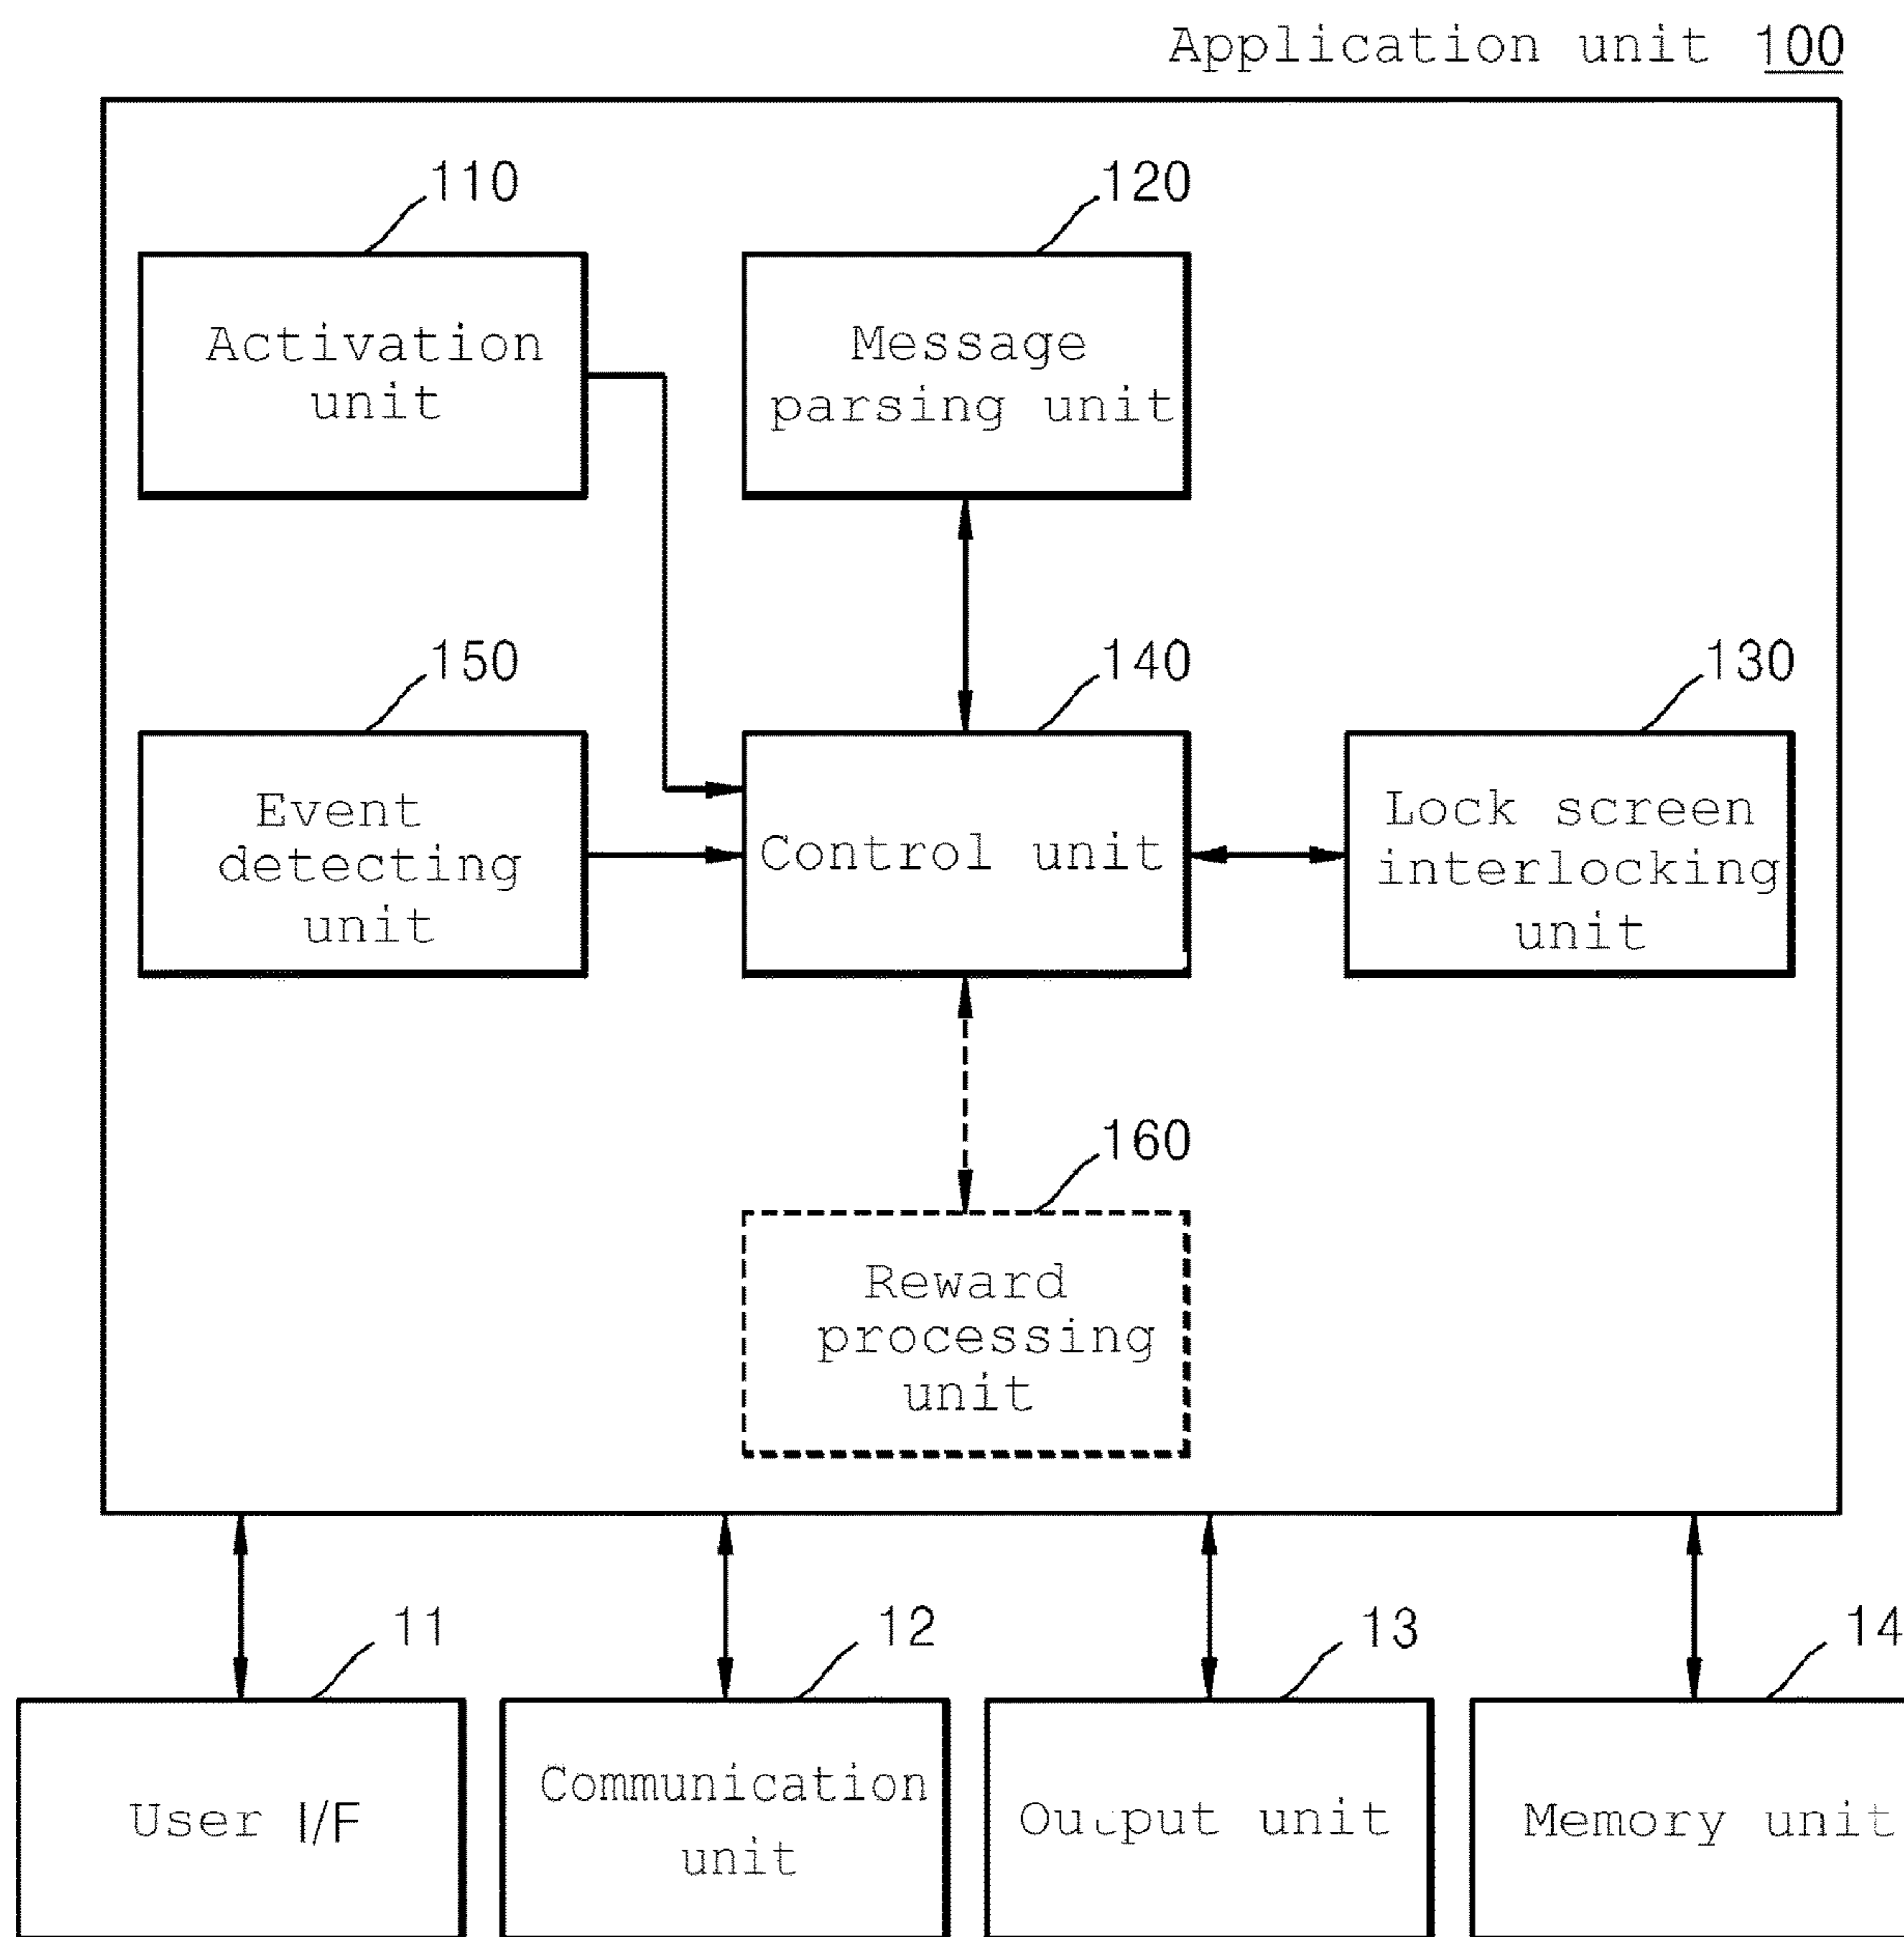 Application unit 100
110
120
Activation
unit
Message
parsing unit
150
140
130
Event
detecting
unit
Control unit
Lock screen
interlocking
unit
160
Reward
processing
unit
11
12
13
14
User I/F
Communication
unit
Output unit
Memory unit